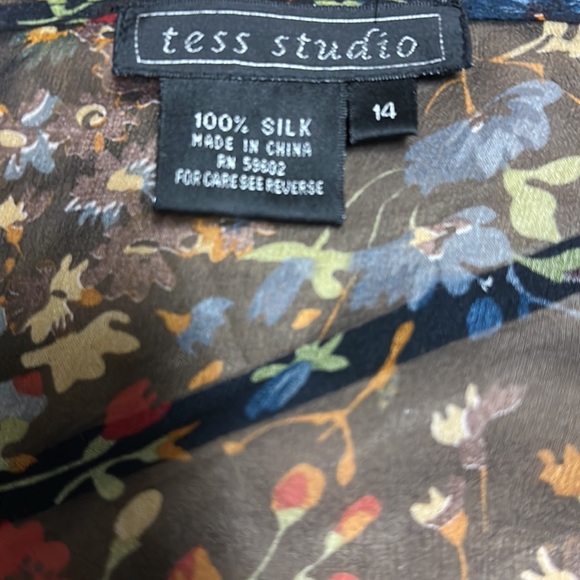 tess studio
14
100% SILK
MADE IN CHINA
RN 59602
FOR CARE SEE REVERSE